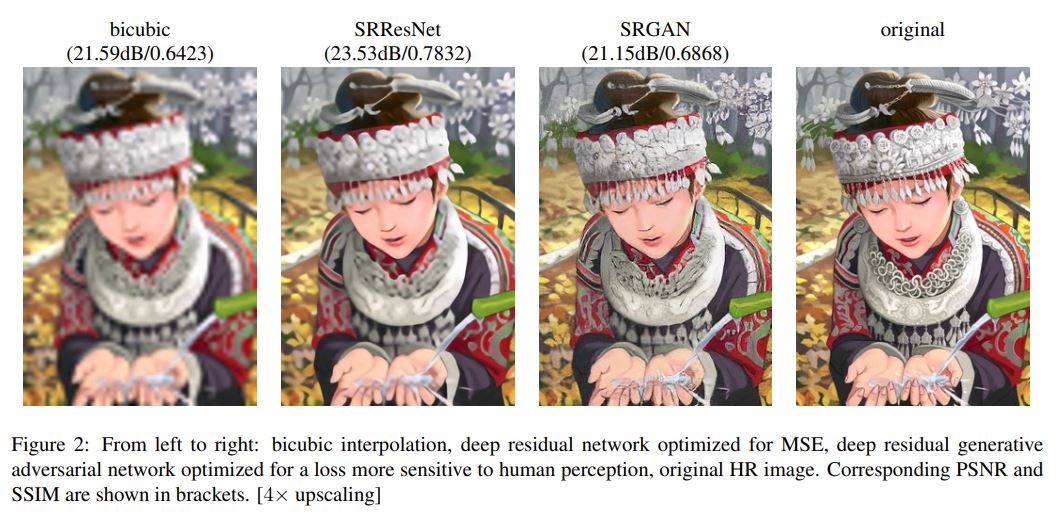 bicubic
(21.59dB/0.6423)
SRResNet
(23.53dB/0.7832)
SRGAN
(21.15dB/0.6868)
original
Figure 2: From left to right: bicubic interpolation, deep residual network optimized for MSE, deep residual generative
adversarial network optimized for a loss more sensitive to human perception, original HR image. Corresponding PSNR and
SSIM are shown in brackets. [4× upscaling]